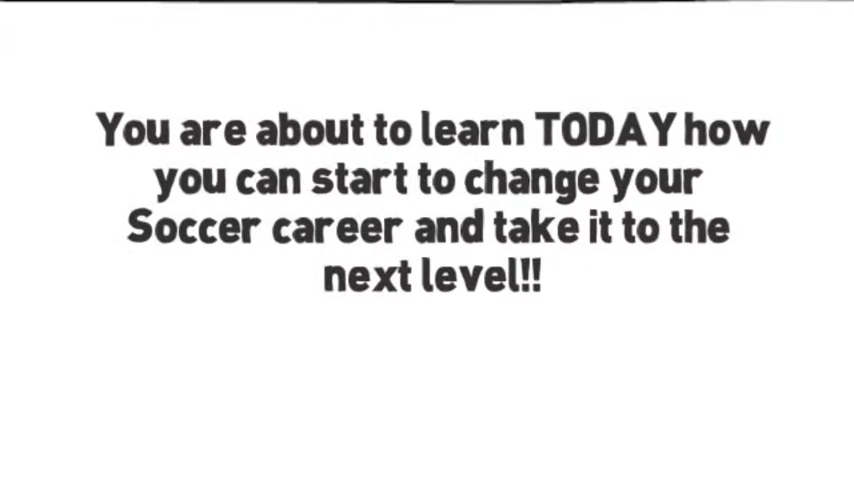 You are about to learn TODAY how
you can start to change your
Soccer career and take it to the
next level!!